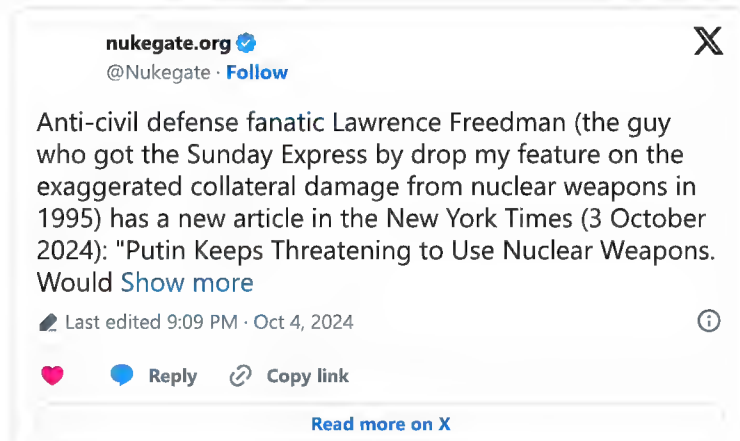 nukegate.org
@Nukegate · Follow
Anti-civil defense fanatic Lawrence Freedman (the guy
who got the Sunday Express by drop my feature on the
exaggerated collateral damage from nuclear weapons in
1995) has a new article in the New York Times (3 October
2024): "Putin Keeps Threatening to Use Nuclear Weapons.
Would Show more
Last edited 9:09 PM · Oct 4, 2024
Reply Copy link
Read more on X